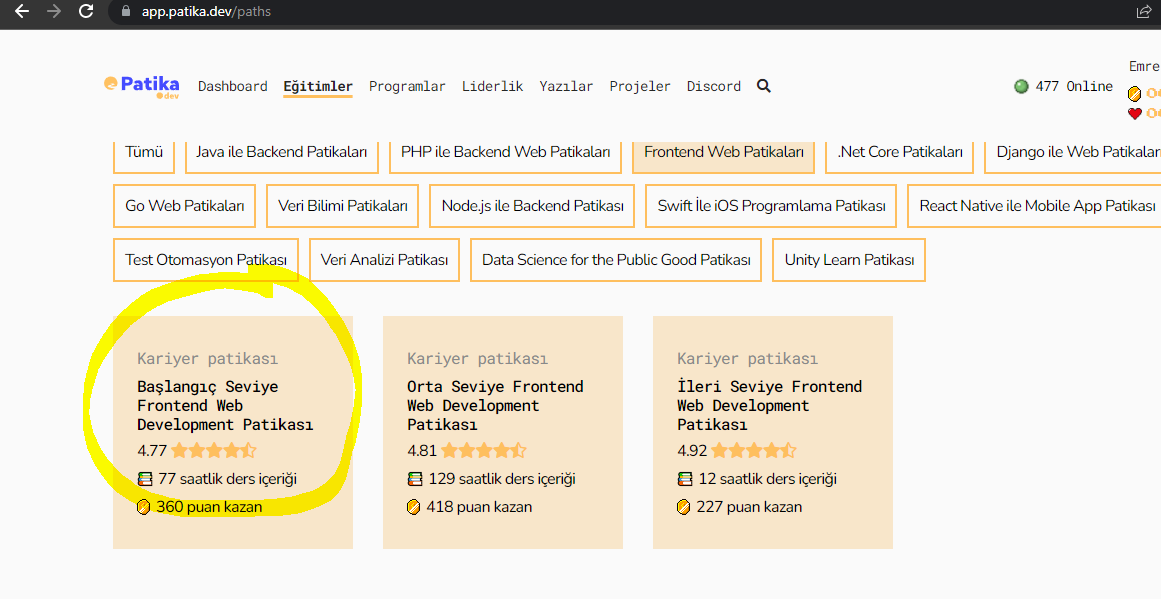 app.patika.dev/paths
Patika
dev
Dashboard Eğitimler Programlar Liderlik Yazılar Projeler Discord
477 Online
Emre
Tümü Java ile Backend Patikaları PHP ile Backend Web Patikaları Frontend Web Patikaları .Net Core Patikaları Django ile Web Patikaları
Go Web Patikaları Veri Bilimi Patikaları Node.js ile Backend Patikası Swift İle iOS Programlama Patikası React Native ile Mobile App Patikası
Test Otomasyon Patikası Veri Analizi Patikası Data Science for the Public Good Patikası Unity Learn Patikası
Kariyer patikası
Başlangıç Seviye
Frontend Web
Development Patikası
4.77
77 saatlik ders içeriği
360 puan kazan
Kariyer patikası
Orta Seviye Frontend
Web Development
Patikası
4.81
129 saatlik ders içeriği
418 puan kazan
Kariyer patikası
İleri Seviye Frontend
Web Development
Patikası
4.92
12 saatlik ders içeriği
227 puan kazan